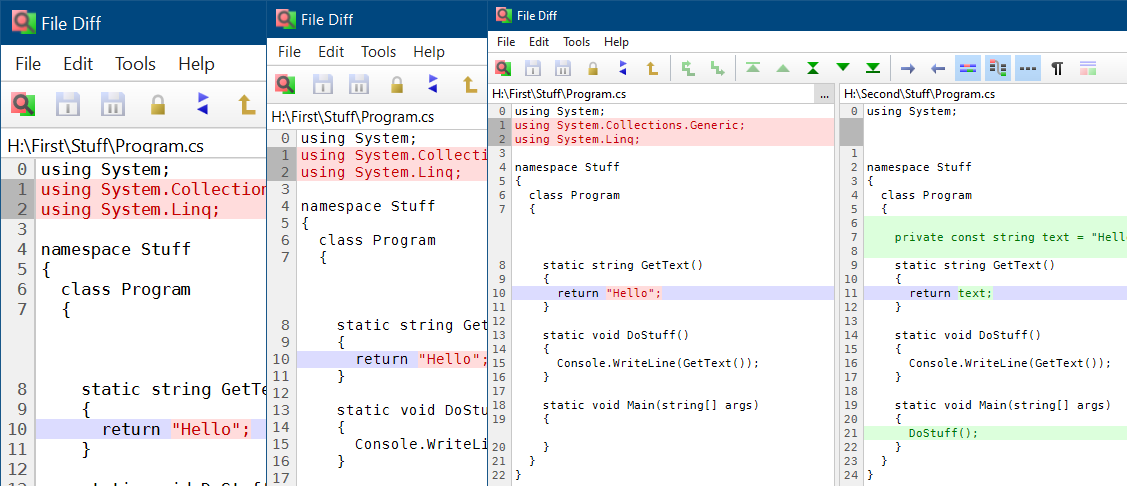 File Diff
File Edit Tools Help
H:\First\Stuff\Program.cs
0 using System;
1 using System.Collection
2 using System.Linq;
3
4 namespace Stuff
5 {
6 class Program
7 {
8 static string GetTe
9 {
10 return "Hello";
11 }
12
File Diff
File Edit Tools Help
H:\First\Stuff\Program.cs
0 using System;
1 using System.Collecti
2 using System.Linq;
3
4 namespace Stuff
5 {
6 class Program
7 {
8 static string Get
9 {
10 return "Hello";
11 }
12
13 static void DoStu
14 {
15 Console.WriteLi
16 }
17
File Diff
File Edit Tools Help
H:\First\Stuff\Program.cs ...
0 using System;
1 using System.Collections.Generic;
2 using System.Linq;
3
4 namespace Stuff
5 {
6 class Program
7 {
8 static string GetText()
9 {
10 return "Hello";
11 }
12
13 static void DoStuff()
14 {
15 Console.WriteLine(GetText());
16 }
17
18 static void Main(string[] args)
19 {
20 }
21 }
22 }
H:\Second\Stuff\Program.cs
0 using System;
1
2 namespace Stuff
3 {
4 class Program
5 {
6
7 private const string text = "Hell
8
9 static string GetText()
10 {
11 return text;
12 }
13
14 static void DoStuff()
15 {
16 Console.WriteLine(GetText());
17 }
18
19 static void Main(string[] args)
20 {
21 DoStuff();
22 }
23 }
24 }